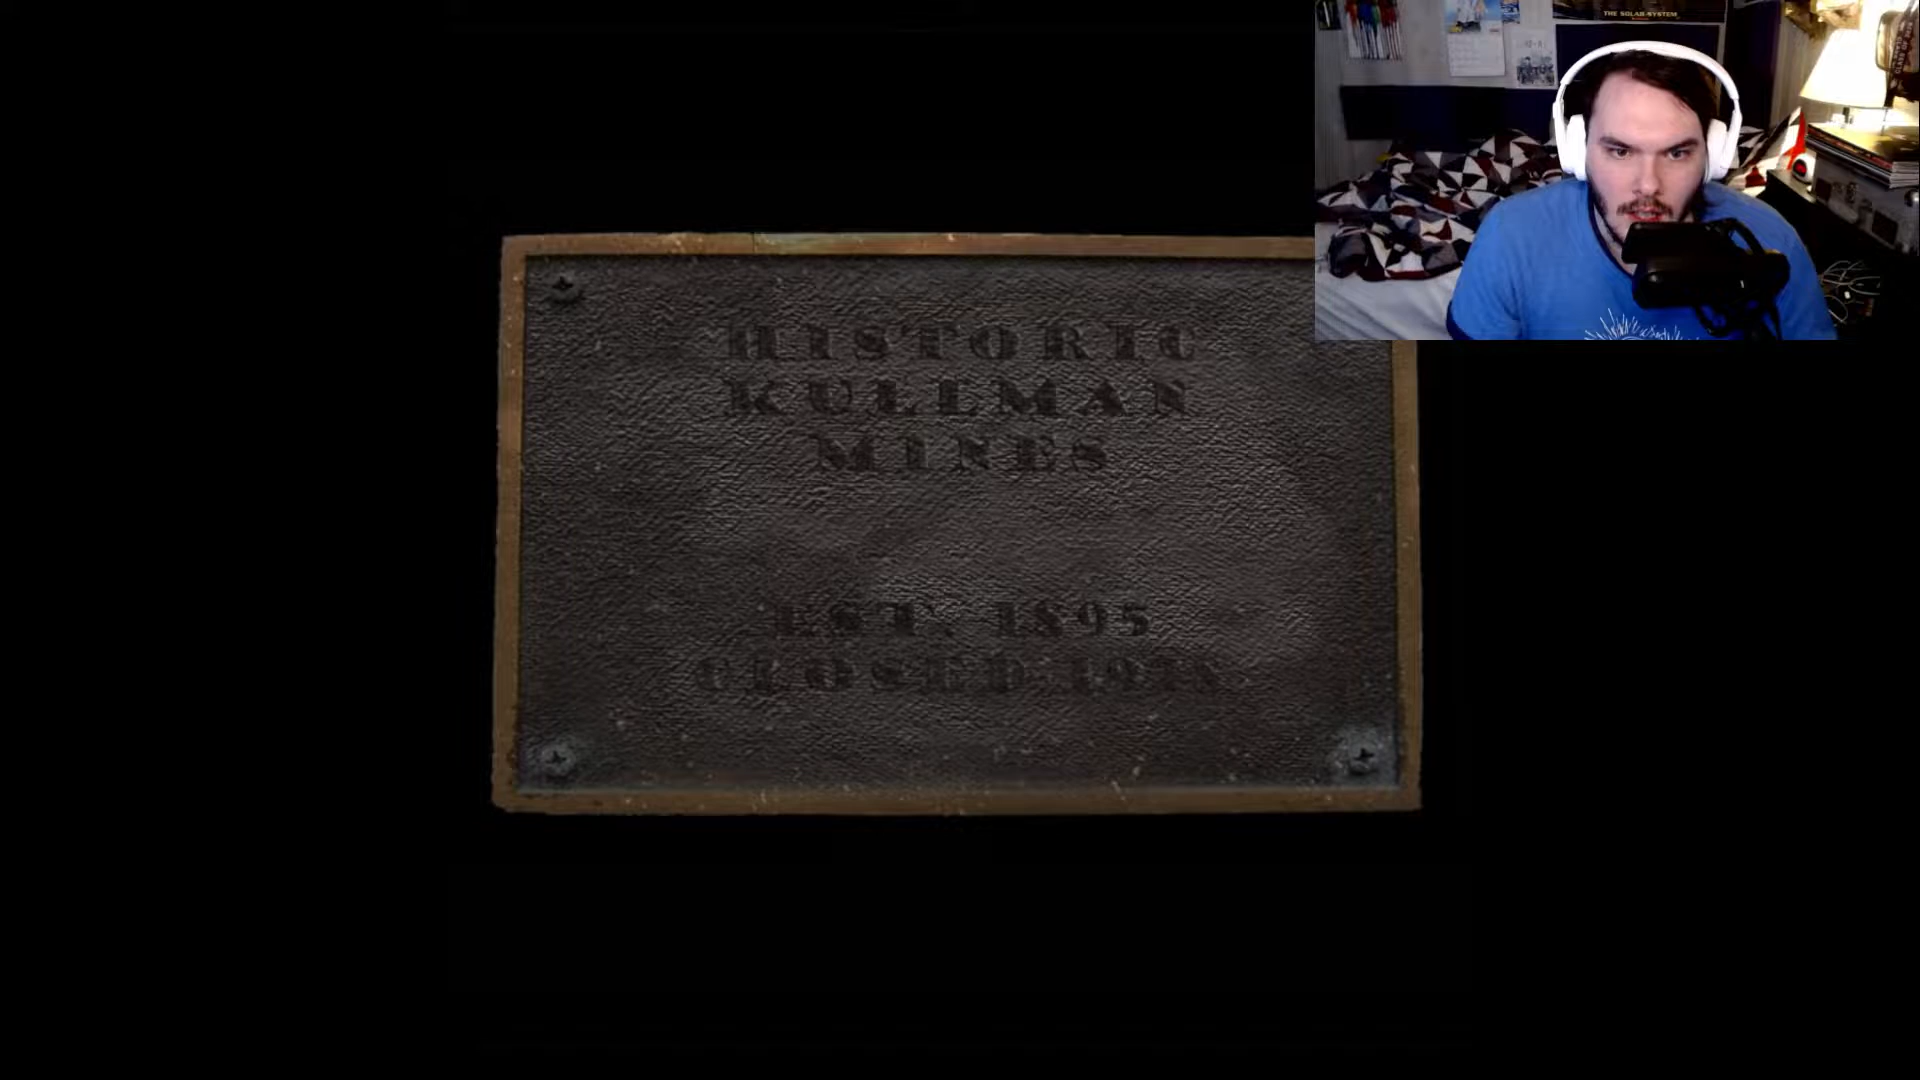 THE SOLAR SYSTEM
HISTORIC
KULLMAN
MINES
EST. 1895
CLOSED